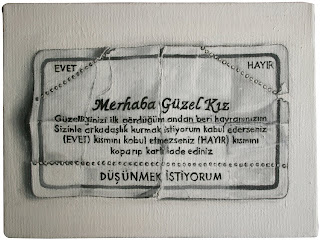 EVET HAYIR
Merhaba Güzel Kız
Güzelliğinizi ilk gördüğüm andan beri hayranınızım
Sizinle arkadaşlık kurmak istiyorum kabul ederseniz
(EVET) kısmını kabul etmezseniz (HAYIR) kısmını
koparıp kartı iade ediniz
DÜŞÜNMEK İSTİYORUM